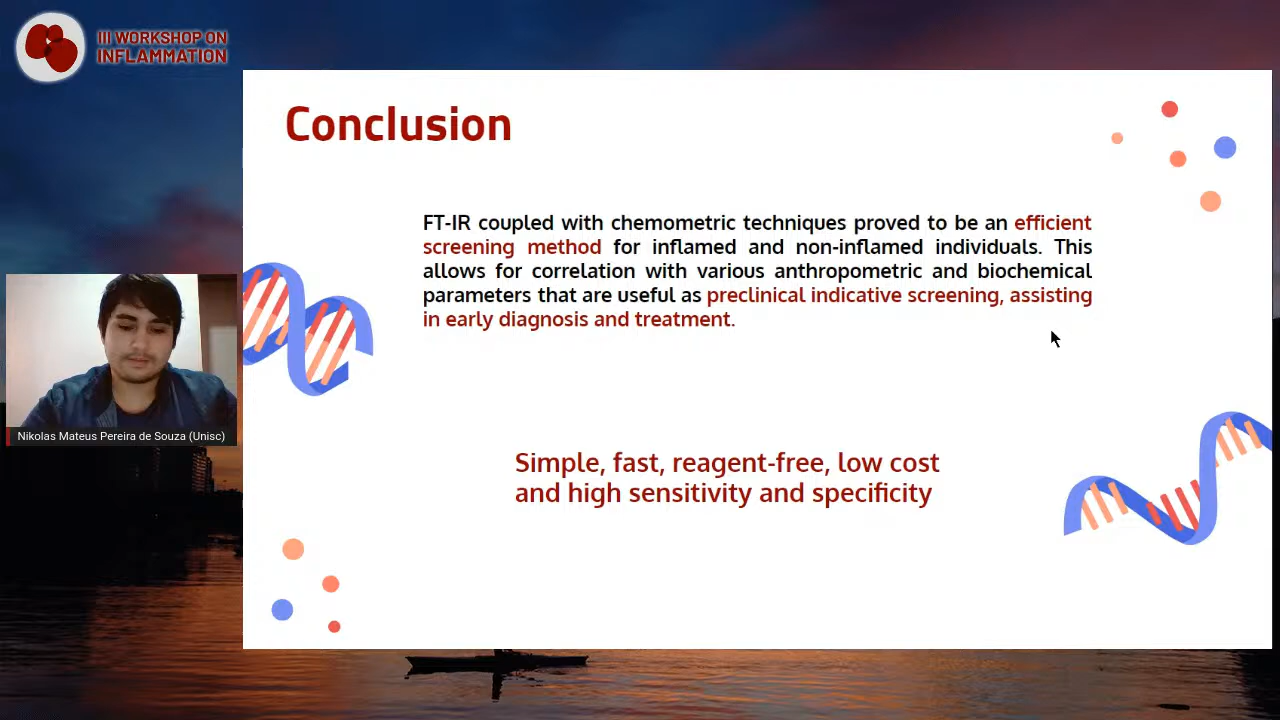 III WORKSHOP ON
INFLAMMATION
Conclusion
FT-IR coupled with chemometric techniques proved to be an efficient
screening method for inflamed and non-inflamed individuals. This
allows for correlation with various anthropometric and biochemical
parameters that are useful as preclinical indicative screening, assisting
in early diagnosis and treatment.
Nikolas Mateus Pereira de Souza (Unisc)
Simple, fast, reagent-free, low cost
and high sensitivity and specificity